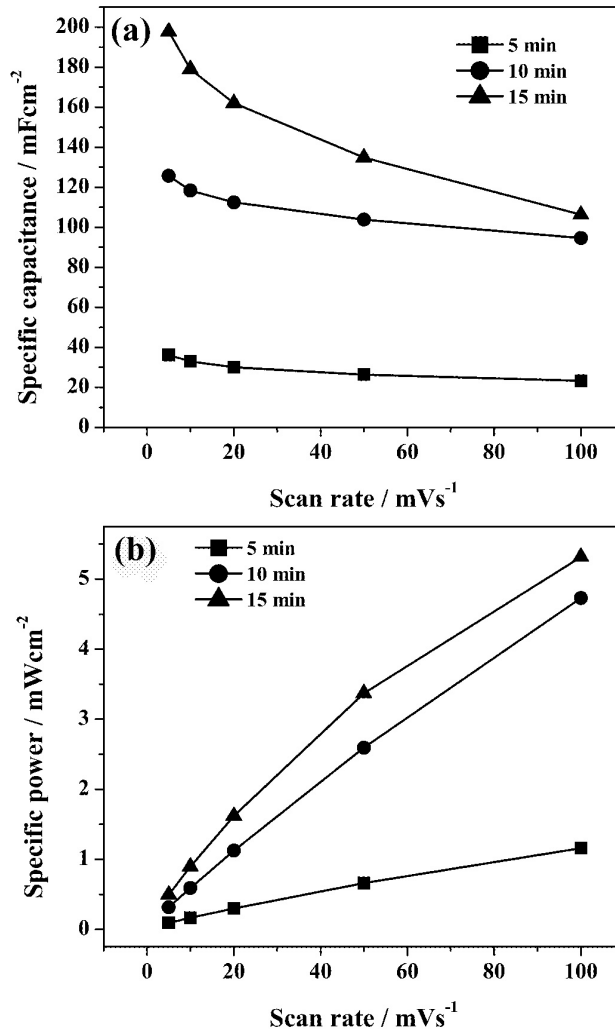 (a)
5 min
10 min
15 min
Specific capacitance / mFcm⁻²
200
180
160
140
120
100
80
60
40
20
0
0 20 40 60 80 100
Scan rate / mVs⁻¹
(b)
5 min
10 min
15 min
Specific power / mWcm⁻²
5
4
3
2
1
0
0 20 40 60 80 100
Scan rate / mVs⁻¹